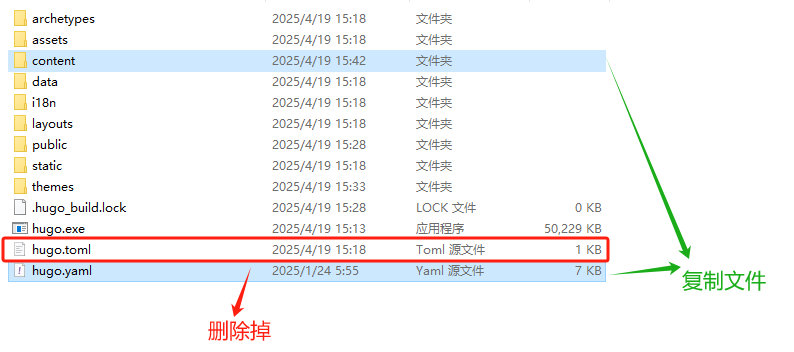 archetypes 2025/4/19 15:18 文件夹
assets 2025/4/19 15:18 文件夹
content 2025/4/19 15:42 文件夹
data 2025/4/19 15:18 文件夹
i18n 2025/4/19 15:18 文件夹
layouts 2025/4/19 15:18 文件夹
public 2025/4/19 15:28 文件夹
static 2025/4/19 15:18 文件夹
themes 2025/4/19 15:33 文件夹
.hugo_build.lock 2025/4/19 15:28 LOCK 文件 0 KB
hugo.exe 2025/4/19 15:13 应用程序 50,229 KB
hugo.toml 2025/4/19 15:18 Toml 源文件 1 KB
hugo.yaml 2025/1/24 5:55 Yaml 源文件 7 KB
复制文件
删除掉